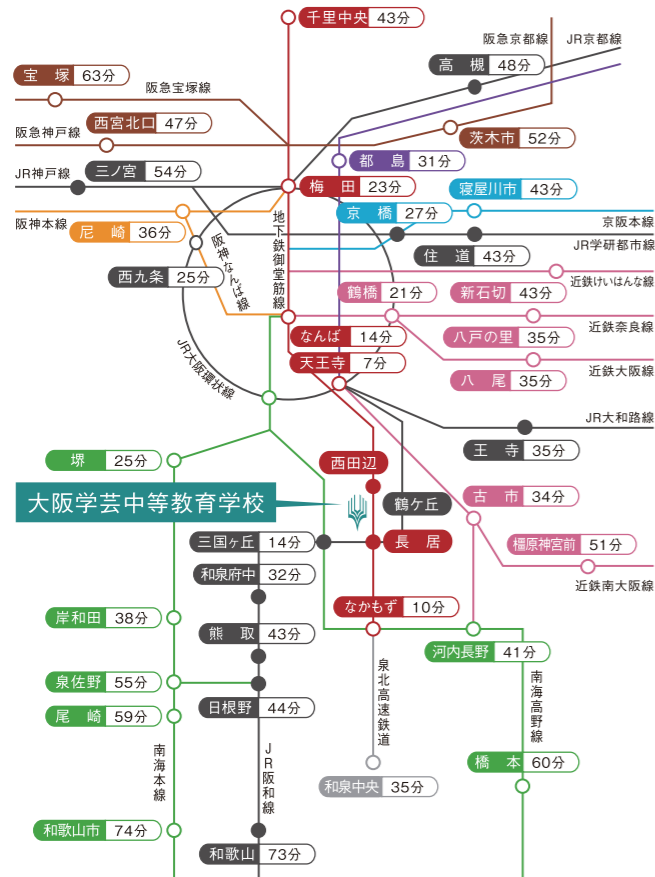 千里中央 43分
阪急京都線
JR京都線
高槻 48分
宝塚 63分
阪急宝塚線
西宮北口 47分
阪急神戸線
茨木市 52分
都島 31分
三ノ宮 54分
JR神戸線
梅田 23分
寝屋川市 43分
京橋 27分
阪神本線
尼崎 36分
地下鉄御堂筋線
阪神なんば線
京阪本線
JR学研都市線
住道 43分
西九条 25分
近鉄けいはんな線
鶴橋 21分
新石切 43分
近鉄奈良線
なんば 14分
八戸の里 35分
天王寺 7分
近鉄大阪線
八尾 35分
JR大阪環状線
JR大和路線
王寺 35分
堺 25分
西田辺
大阪学芸中等教育学校
鶴ケ丘
古市 34分
三国ヶ丘 14分
長居
橿原神宮前 51分
和泉府中 32分
近鉄南大阪線
なかもず 10分
岸和田 38分
熊取 43分
河内長野 41分
泉佐野 55分
泉北高速鉄道
南海高野線
尾崎 59分
日根野 44分
南海本線
JR阪和線
橋本 60分
和泉中央 35分
和歌山市 74分
和歌山 73分